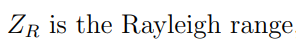 Z_R is the Rayleigh range